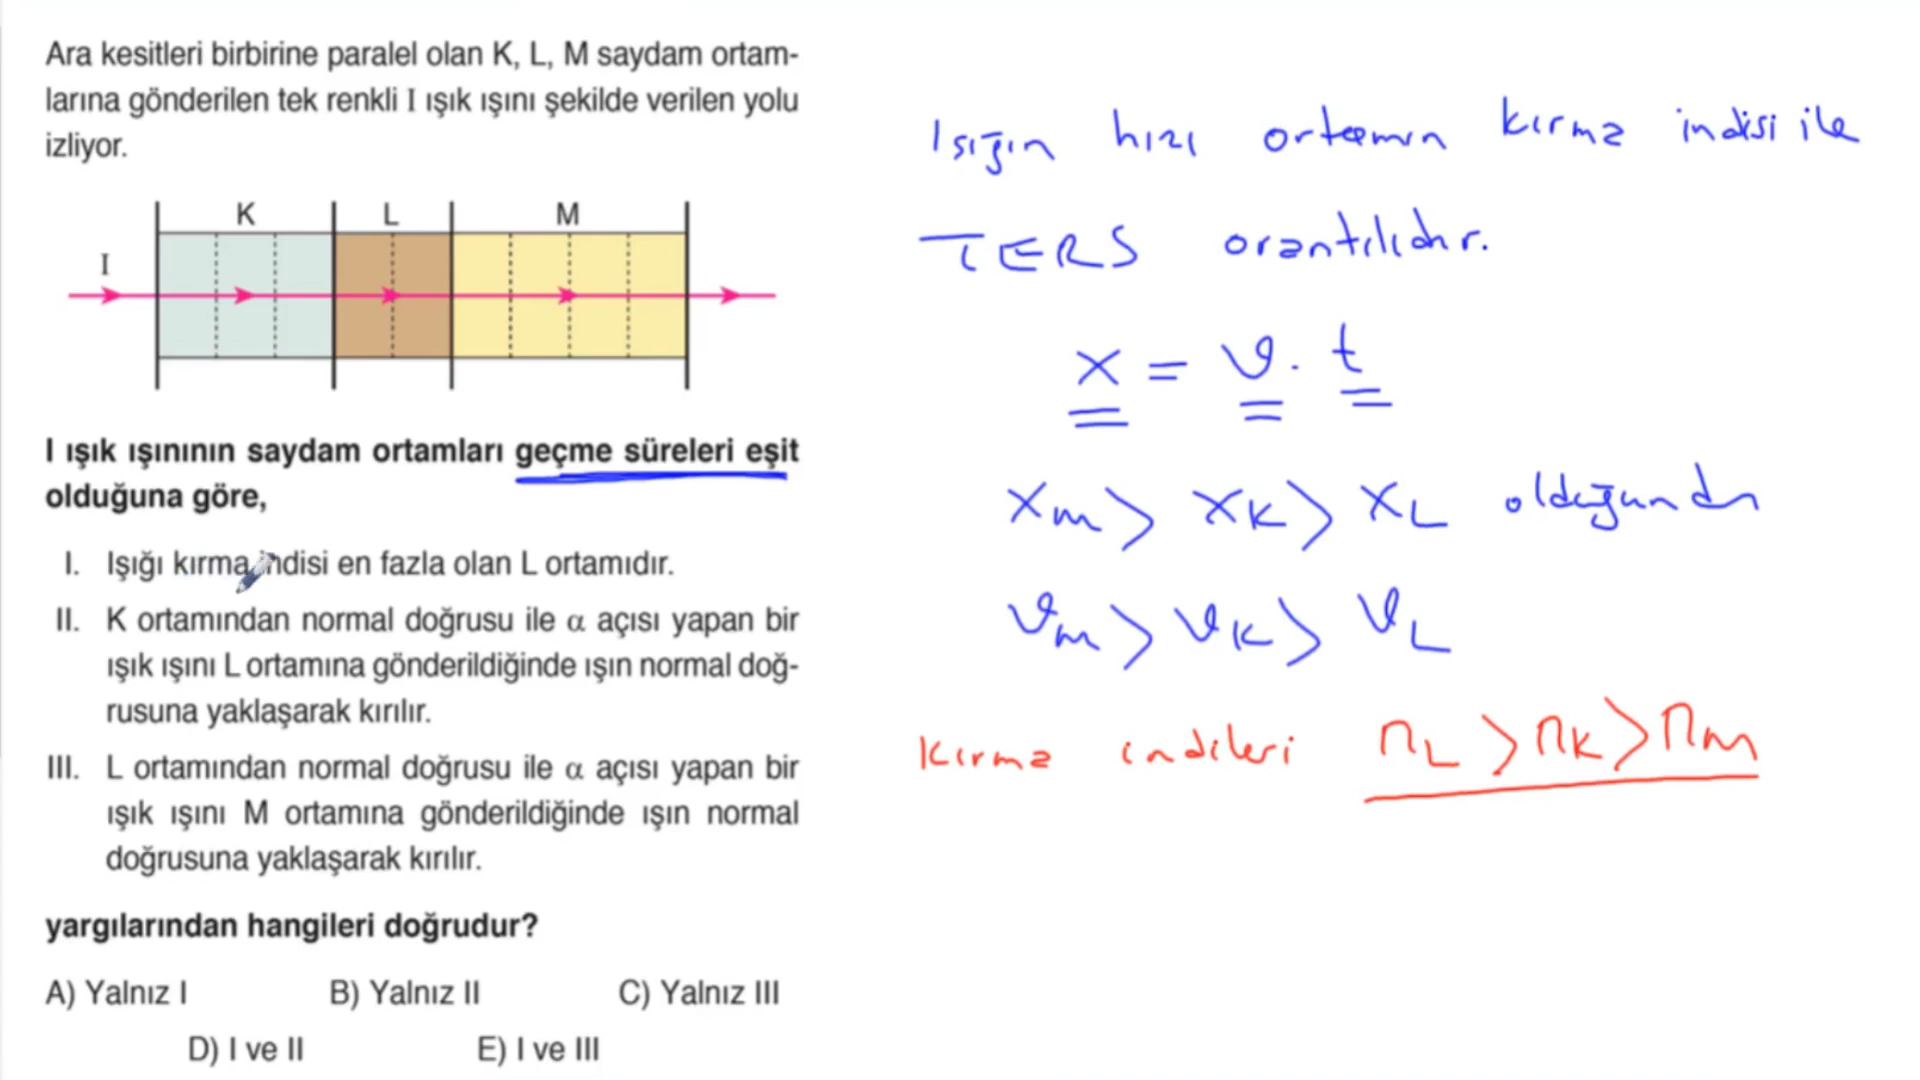 Ara kesitleri birbirine paralel olan K, L, M saydam ortam-
larına gönderilen tek renkli I ışık ışını şekilde verilen yolu
izliyor.
K L M
I
I ışık ışınının saydam ortamları geçme süreleri eşit
olduğuna göre,
I. Işığı kırma indisi en fazla olan L ortamıdır.
II. K ortamından normal doğrusu ile α açısı yapan bir
ışık ışını L ortamına gönderildiğinde ışın normal doğ-
rusuna yaklaşarak kırılır.
III. L ortamından normal doğrusu ile α açısı yapan bir
ışık ışını M ortamına gönderildiğinde ışın normal
doğrusuna yaklaşarak kırılır.
yargılarından hangileri doğrudur?
A) Yalnız I B) Yalnız II C) Yalnız III
D) I ve II E) I ve III
Işığın hızı ortamın kırma indisi ile
TERS orantılıdır.
x = v . t
xm > xK > xL olduğundn
vm > vK > vL
Kırma indileri nL > nK > nm